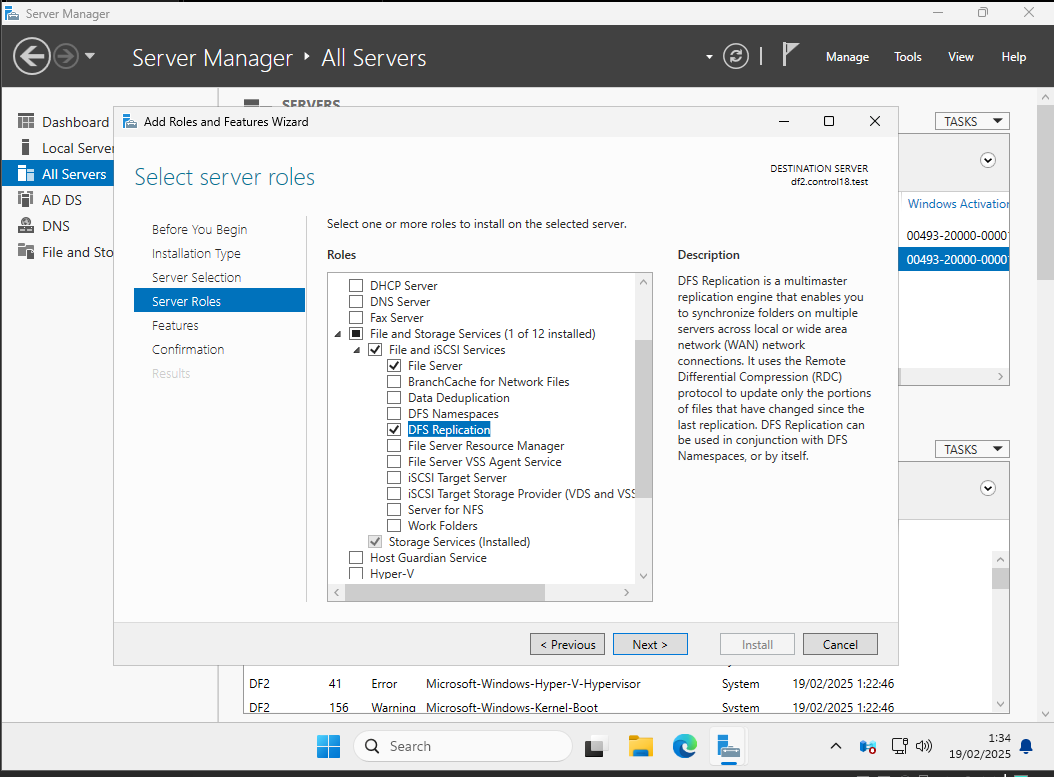 Server Manager
Server Manager ‣ All Servers
Manage Tools View Help
Dashboard
Local Server
All Servers
AD DS
DNS
File and Sto
SERVERS
TASKS
Windows Activation
00493-20000-0000
00493-20000-0000
TASKS
Add Roles and Features Wizard
Select server roles
DESTINATION SERVER
df2.control18.test
Before You Begin
Installation Type
Server Selection
Server Roles
Features
Confirmation
Results
Select one or more roles to install on the selected server.
Roles
DHCP Server
DNS Server
Fax Server
File and Storage Services (1 of 12 installed)
File and iSCSI Services
File Server
BranchCache for Network Files
Data Deduplication
DFS Namespaces
DFS Replication
File Server Resource Manager
File Server VSS Agent Service
iSCSI Target Server
iSCSI Target Storage Provider (VDS and VSS
Server for NFS
Work Folders
Storage Services (Installed)
Host Guardian Service
Hyper-V
Description
DFS Replication is a multimaster
replication engine that enables you
to synchronize folders on multiple
servers across local or wide area
network (WAN) network
connections. It uses the Remote
Differential Compression (RDC)
protocol to update only the portions
of files that have changed since the
last replication. DFS Replication can
be used in conjunction with DFS
Namespaces, or by itself.
< Previous Next > Install Cancel
DF2 41 Error Microsoft-Windows-Hyper-V-Hypervisor System 19/02/2025 1:22:46
DF2 156 Warning Microsoft-Windows-Kernel-Boot System 19/02/2025 1:22:46
Search
1:34
19/02/2025